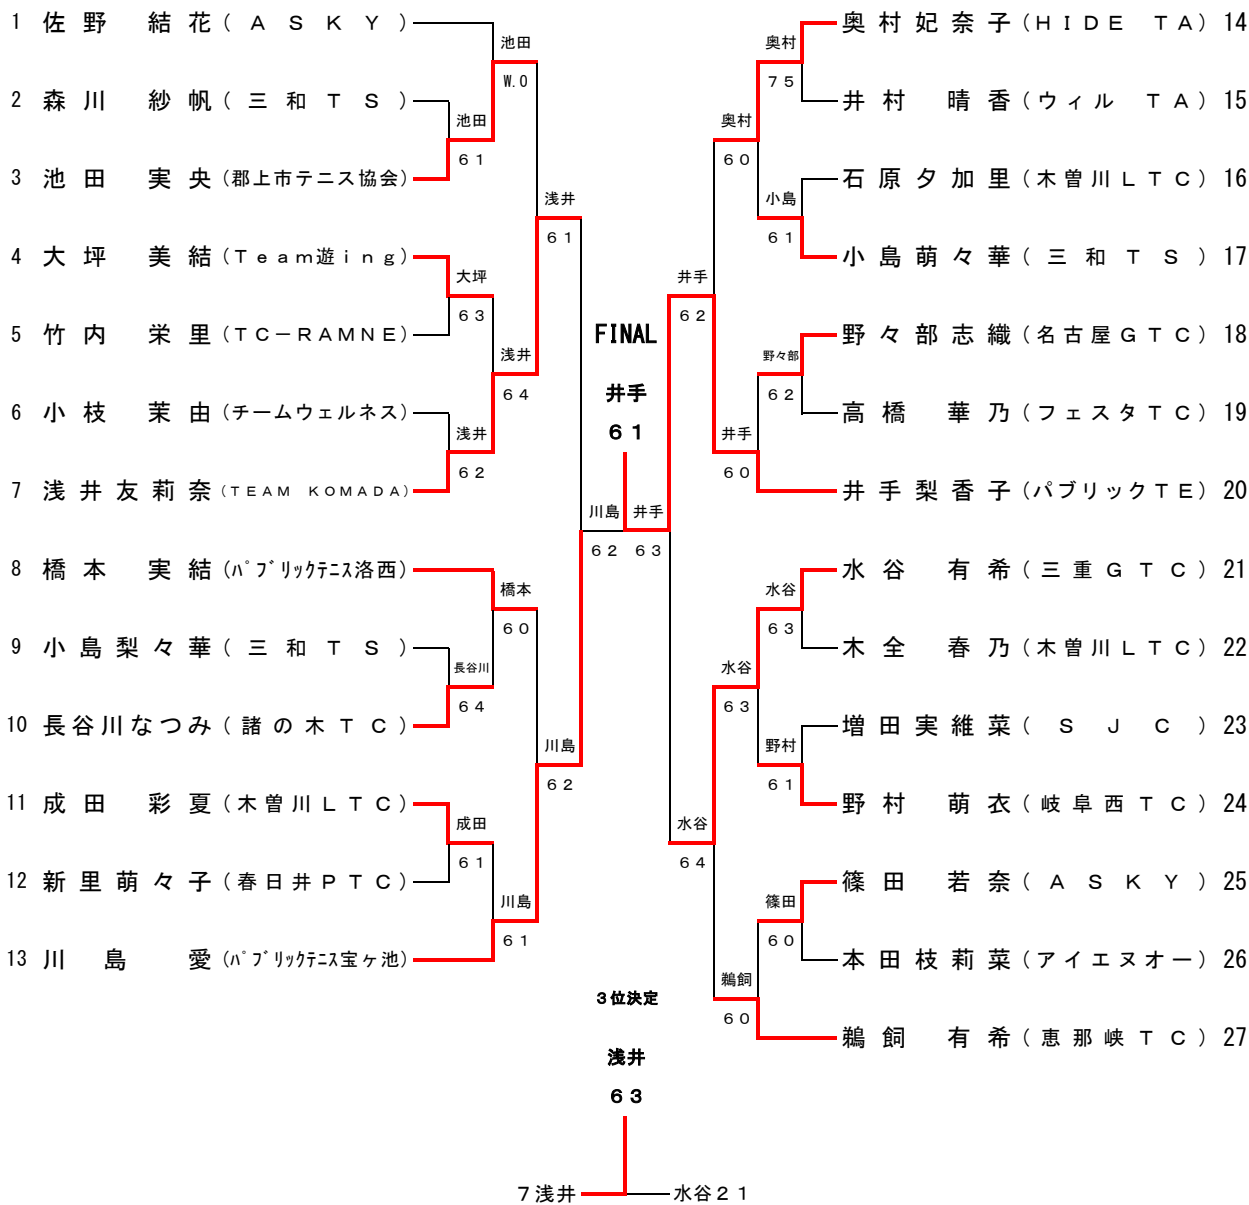 1 佐野 結花 (ASKY)
池田
W.0
2 森川 紗帆 (三和TS)
池田
61
3 池田 実央 (郡上市テニス協会)
浅井
61
4 大坪 美結 (Team遊ing)
大坪
63
5 竹内 栄里 (TC－RAMNE)
浅井
64
6 小枝 茉由 (チームウェルネス)
浅井
62
7 浅井友莉奈 (TEAM KOMADA)
川島
62
8 橋本 実結 (ﾊﾟﾌﾞﾘｯｸﾃﾆｽ洛西)
橋本
60
9 小島梨々華 (三和TS)
長谷川
64
10 長谷川なつみ (諸の木TC)
川島
62
11 成田 彩夏 (木曽川LTC)
成田
61
12 新里萌々子 (春日井PTC)
川島
61
13 川島 愛 (ﾊﾟﾌﾞﾘｯｸﾃﾆｽ宝ヶ池)
FINAL
井手
61
井手
63
奥村妃奈子 (HIDE TA) 14
奥村
75
井村 晴香 (ウィル TA) 15
奥村
60
石原夕加里 (木曽川LTC) 16
小島
61
小島萌々華 (三和TS) 17
井手
62
野々部志織 (名古屋GTC) 18
野々部
62
高橋 華乃 (フェスタTC) 19
井手
60
井手梨香子 (パブリックTE) 20
水谷 有希 (三重GTC) 21
水谷
63
木全 春乃 (木曽川LTC) 22
水谷
63
増田実維菜 (SJC) 23
野村
61
野村 萌衣 (岐阜西TC) 24
水谷
64
篠田 若奈 (ASKY) 25
篠田
60
本田枝莉菜 (アイエヌオー) 26
鵜飼
60
鵜飼 有希 (恵那峡TC) 27
3位決定
浅井
63
7浅井
水谷21